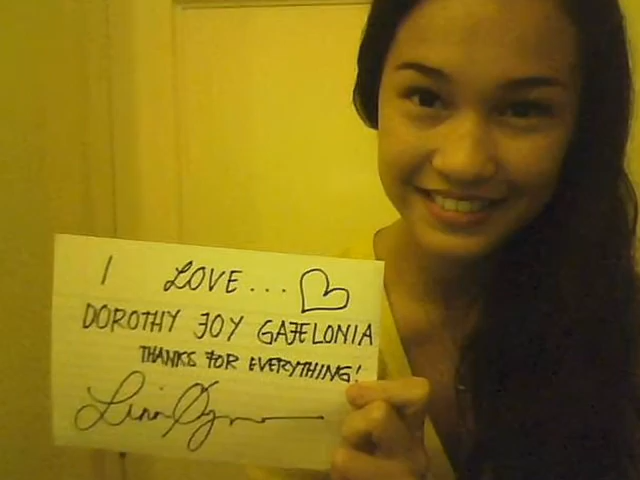 I LOVE...
DOROTHY JOY GAJELONIA
THANKS FOR EVERYTHING!